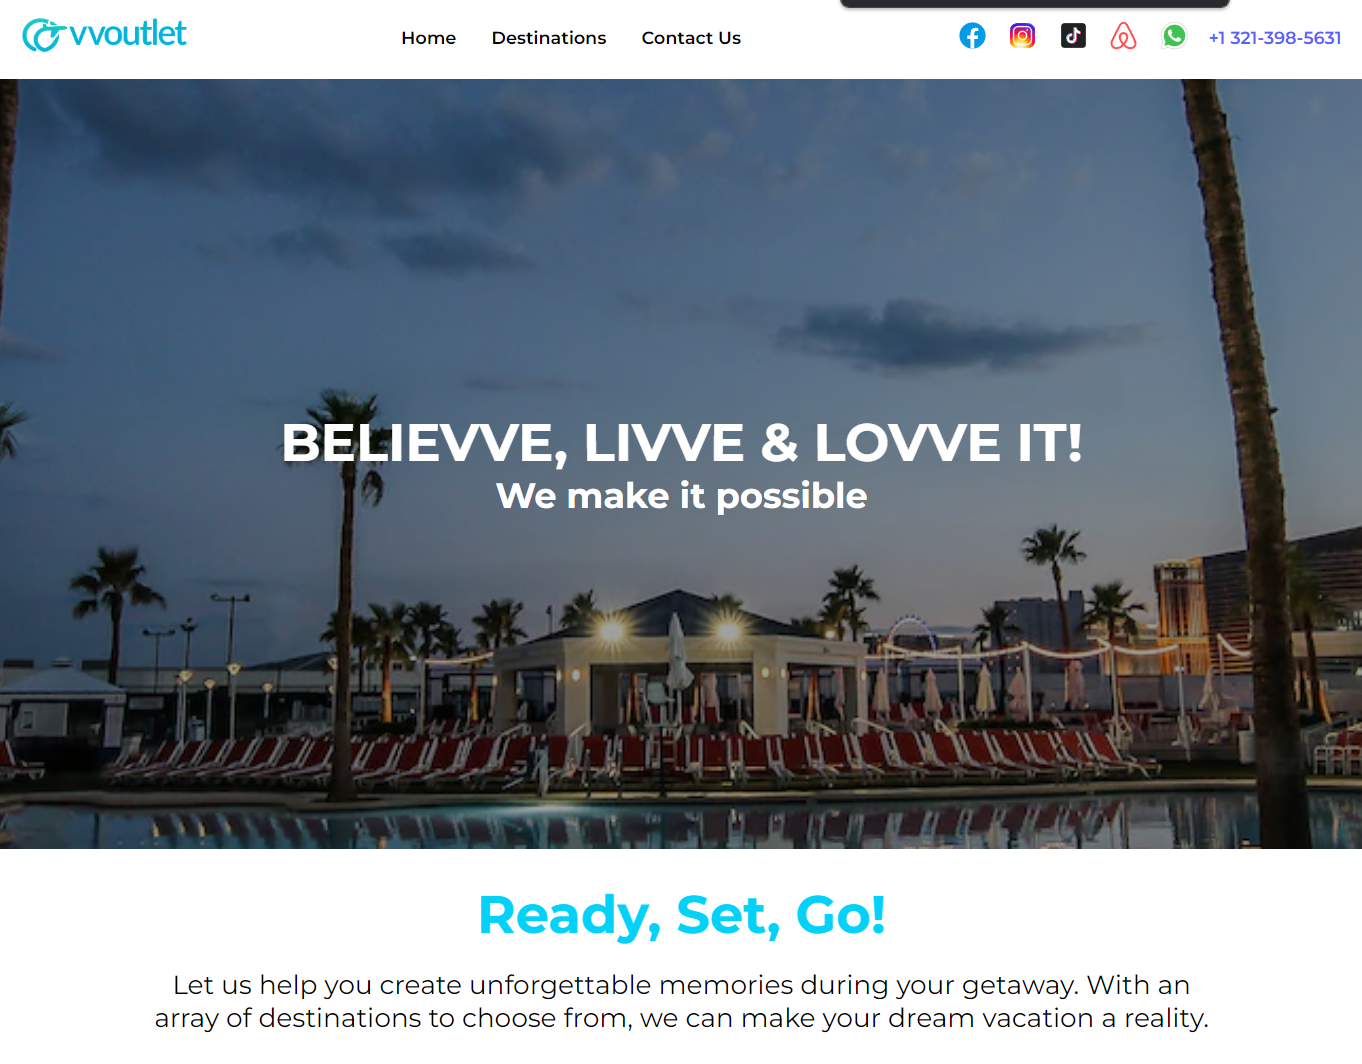 vvoutlet
Home Destinations Contact Us +1 321-398-5631
BELIEVVE, LIVVE & LOVVE IT!
We make it possible
Ready, Set, Go!
Let us help you create unforgettable memories during your getaway. With an
array of destinations to choose from, we can make your dream vacation a reality.